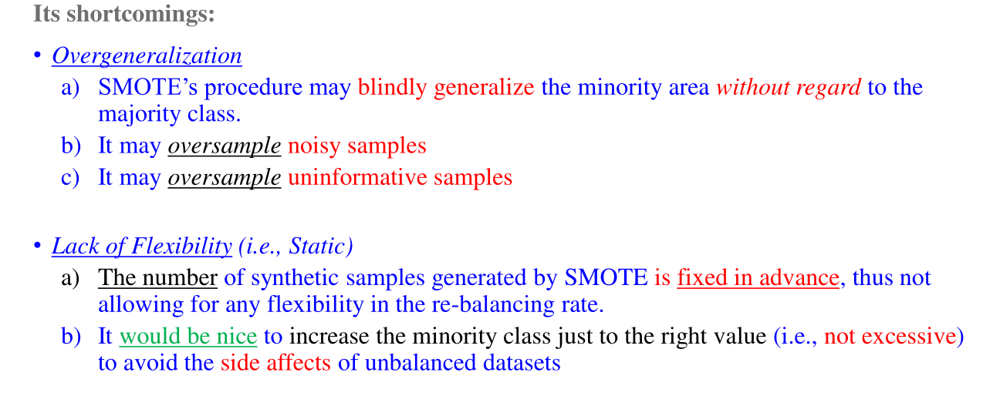 Its shortcomings:
• Overgeneralization
a) SMOTE's procedure may blindly generalize the minority area without regard to the
majority class.
b) It may oversample noisy samples
c) It may oversample uninformative samples
• Lack of Flexibility (i.e., Static)
a) The number of synthetic samples generated by SMOTE is fixed in advance, thus not
allowing for any flexibility in the re-balancing rate.
b) It would be nice to increase the minority class just to the right value (i.e., not excessive)
to avoid the side affects of unbalanced datasets